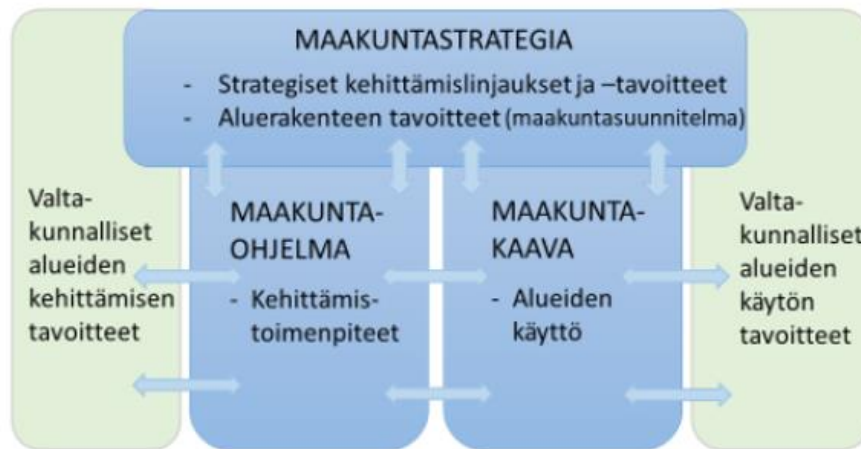 MAAKUNTASTRATEGIA
- Strategiset kehittämislinjaukset ja –tavoitteet
- Aluerakenteen tavoitteet (maakuntasuunnitelma)
Valta-
kunnalliset
alueiden
kehittämisen
tavoitteet
MAAKUNTA-
OHJELMA
- Kehittämis-
toimenpiteet
MAAKUNTA-
KAAVA
- Alueiden
käyttö
Valta-
kunnalliset
alueiden
käytön
tavoitteet